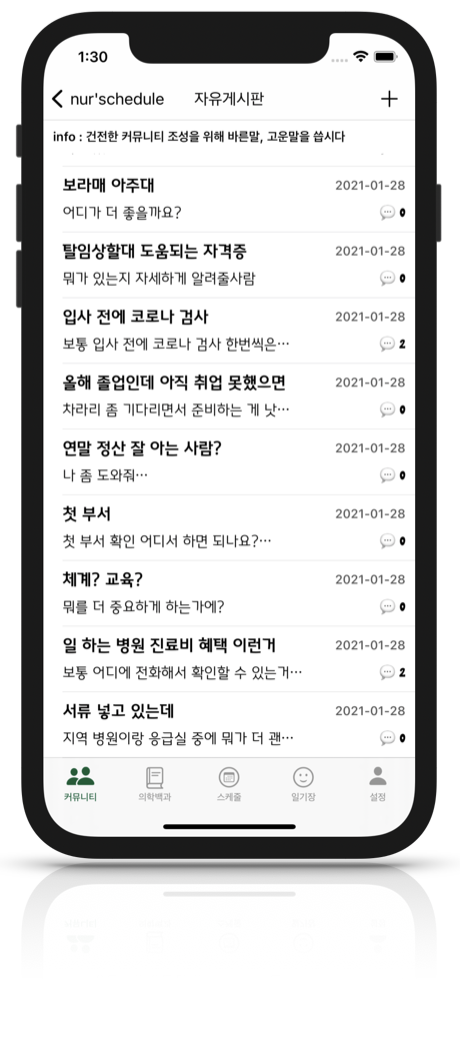 1:30
nur'schedule 자유게시판
info : 건전한 커뮤니티 조성을 위해 바른말, 고운말을 씁시다
보라매 아주대 2021-01-28
어디가 더 좋을까요? 0
탈임상할대 도움되는 자격증 2021-01-28
뭐가 있는지 자세하게 알려줄사람 0
입사 전에 코로나 검사 2021-01-28
보통 입사 전에 코로나 검사 한번씩은… 2
올해 졸업인데 아직 취업 못했으면 2021-01-28
차라리 좀 기다리면서 준비하는 게 낫… 0
연말 정산 잘 아는 사람? 2021-01-28
나 좀 도와줘… 0
첫 부서 2021-01-28
첫 부서 확인 어디서 하면 되나요?… 0
체계? 교육? 2021-01-28
뭐를 더 중요하게 하는가에? 0
일 하는 병원 진료비 혜택 이런거 2021-01-28
보통 어디에 전화해서 확인할 수 있는거… 2
서류 넣고 있는데 2021-01-28
지역 병원이랑 응급실 중에 뭐가 더 괜… 0
커뮤니티 의학백과 스케줄 일기장 설정